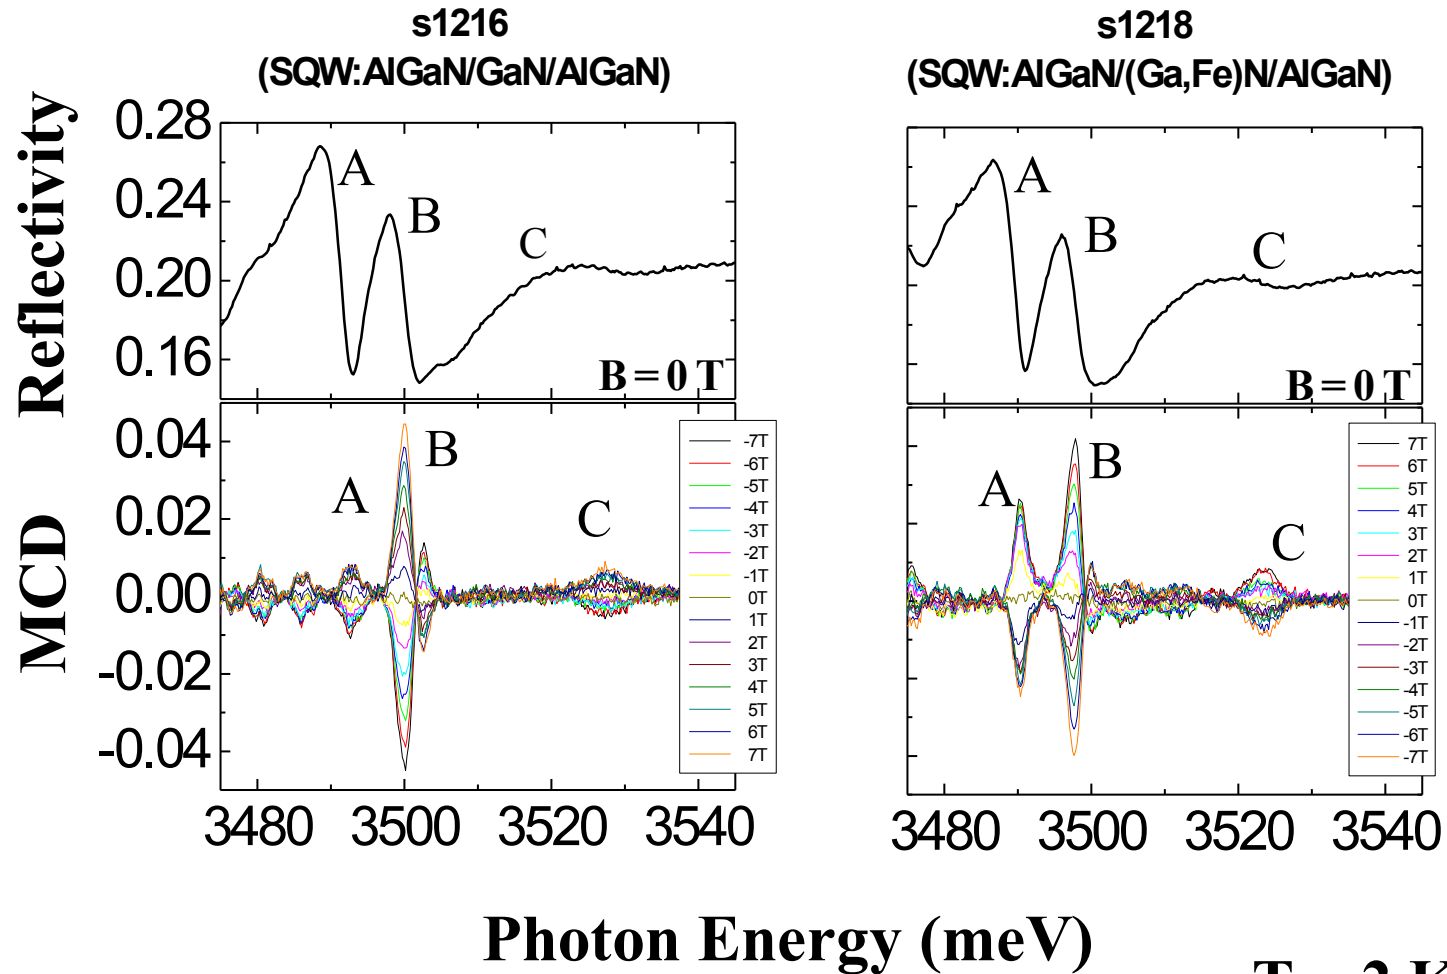 s1216
(SQW:AlGaN/GaN/AlGaN)
s1218
(SQW:AlGaN/(Ga,Fe)N/AlGaN)
Reflectivity
0.28
0.24
0.20
0.16
A
B
C
B = 0 T
A
B
C
B = 0 T
MCD
0.04
0.02
0.00
-0.02
-0.04
A
B
C
-7T
-6T
-5T
-4T
-3T
-2T
-1T
0T
1T
2T
3T
4T
5T
6T
7T
A
B
C
7T
6T
5T
4T
3T
2T
1T
0T
-1T
-2T
-3T
-4T
-5T
-6T
-7T
3480 3500 3520 3540
3480 3500 3520 3540
Photon Energy (meV)